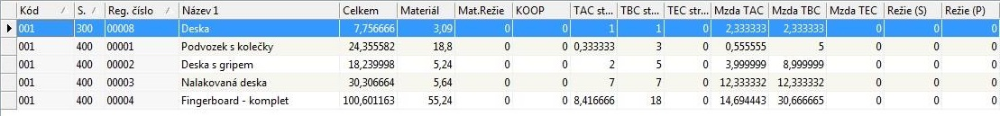 Kód S. Reg. číslo Název 1 Celkem Materiál Mat.Režie KOOP TAC st... TBC st... TEC str... Mzda TAC Mzda TBC Mzda TEC Režie (S) Režie (P)
001 300 00008 Deska 7,756666 3,09 0 0 1 1 0 2,333333 2,333333 0 0 0
001 400 00001 Podvozek s kolečky 24,355582 18,8 0 0 0,333333 3 0 0,555555 5 0 0 0
001 400 00002 Deska s gripem 18,239998 5,24 0 0 2 5 0 3,999999 8,999999 0 0 0
001 400 00003 Nalakovaná deska 30,306664 5,64 0 0 7 7 0 12,333332 12,333332 0 0 0
001 400 00004 Fingerboard - komplet 100,601163 55,24 0 0 8,416666 18 0 14,694443 30,666665 0 0 0